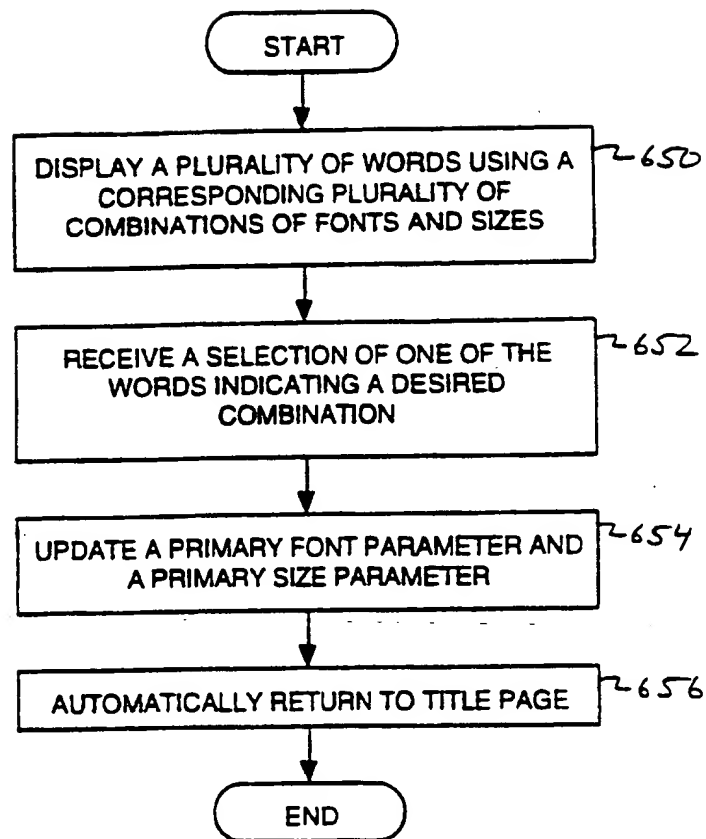 START
DISPLAY A PLURALITY OF WORDS USING A
650
CORRESPONDING PLURALITY OF
COMBINATIONS OF FONTS AND SIZES
RECEIVE A SELECTION OF ONE OF THE
652
WORDS INDICATING A DESIRED
COMBINATION
UPDATE A PRIMARY FONT PARAMETER AND
654
A PRIMARY SIZE PARAMETER
AUTOMATICALLY RETURN TO TITLE PAGE
656
END